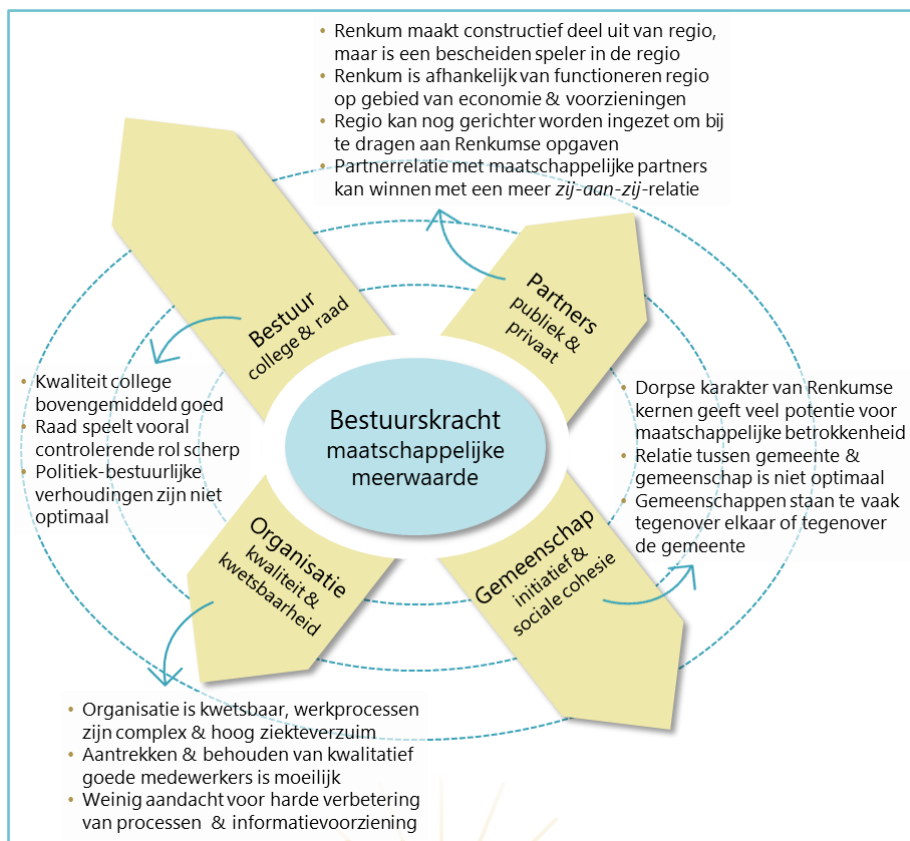 • Renkum maakt constructief deel uit van regio,
maar is een bescheiden speler in de regio
• Renkum is afhankelijk van functioneren regio
op gebied van economie & voorzieningen
• Regio kan nog gerichter worden ingezet om bij
te dragen aan Renkumse opgaven
• Partnerrelatie met maatschappelijke partners
kan winnen met een meer zij-aan-zij-relatie
Bestuur
college & raad
Partners
publiek &
privaat
• Kwaliteit college
bovengemiddeld goed
• Raad speelt vooral
controlerende rol scherp
• Politiek-bestuurlijke
verhoudingen zijn niet
optimaal
Bestuurskracht
maatschappelijke
meerwaarde
• Dorpse karakter van Renkumse
kernen geeft veel potentie voor
maatschappelijke betrokkenheid
• Relatie tussen gemeente &
gemeenschap is niet optimaal
• Gemeenschappen staan te vaak
tegenover elkaar of tegenover
de gemeente
Organisatie
kwaliteit &
kwetsbaarheid
Gemeenschap
initiatief &
sociale cohesie
• Organisatie is kwetsbaar, werkprocessen
zijn complex & hoog ziekteverzuim
• Aantrekken & behouden van kwalitatief
goede medewerkers is moeilijk
• Weinig aandacht voor harde verbetering
van processen & informatievoorziening